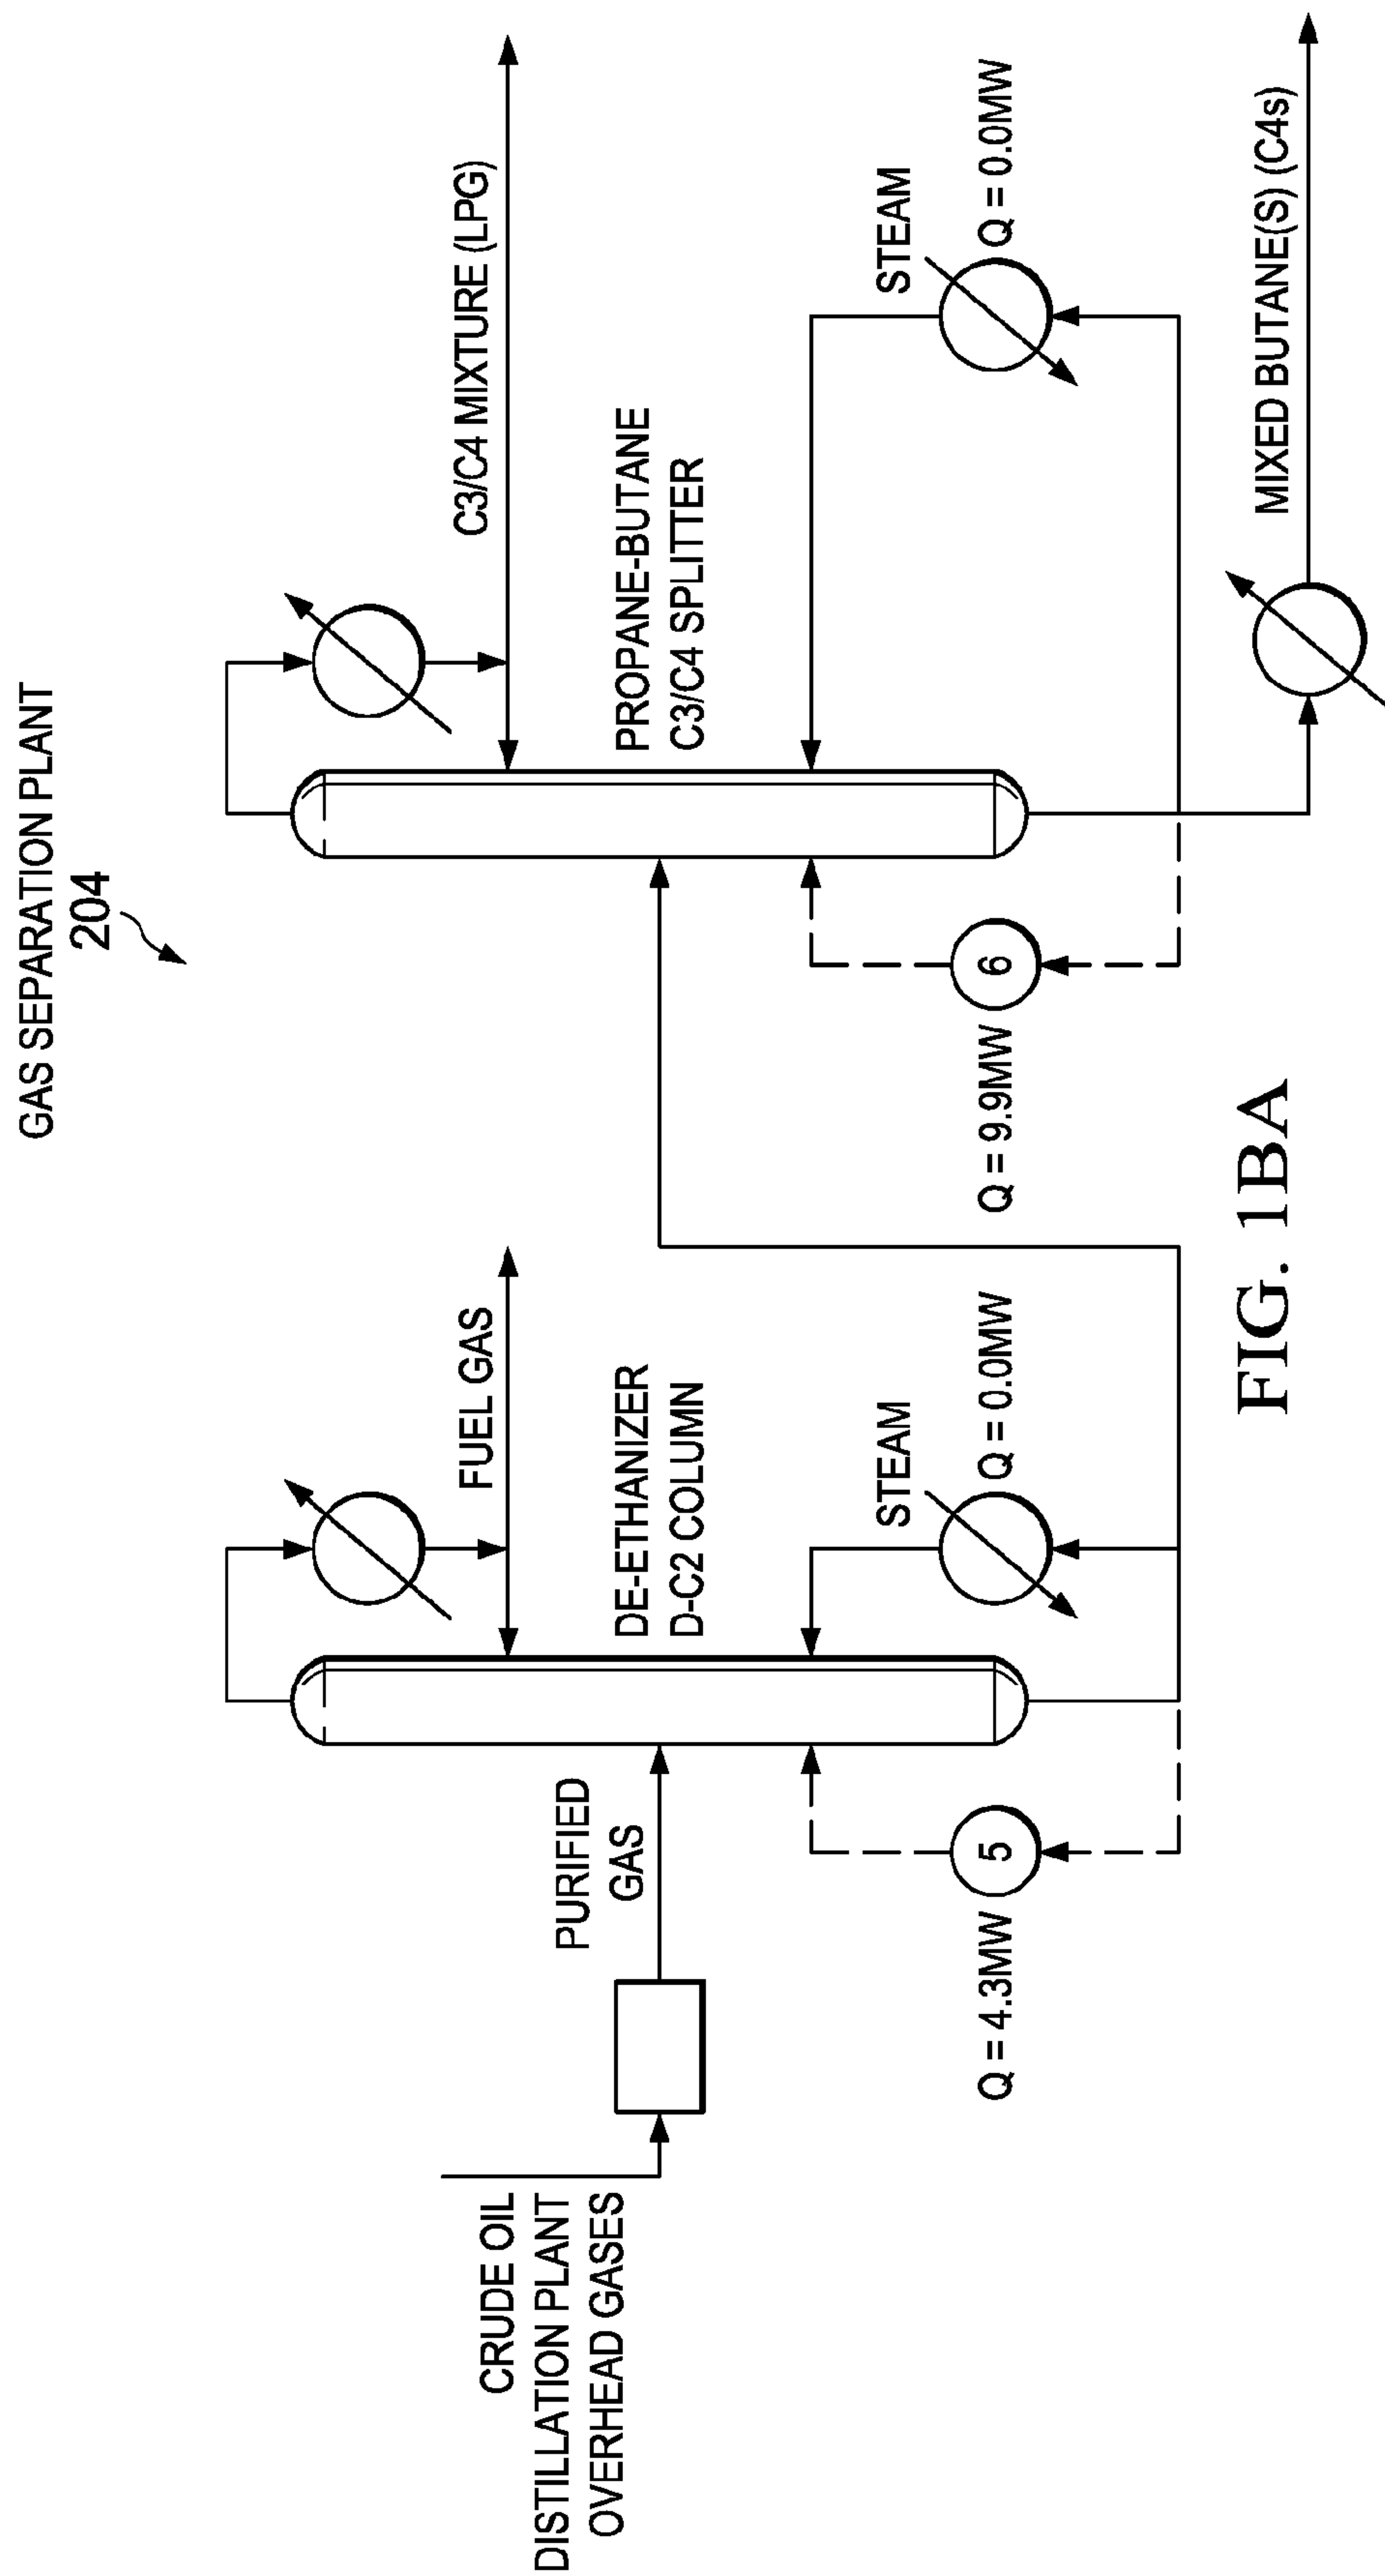 GAS SEPARATION PLANT
204
CRUDE OIL
DISTILLATION PLANT
OVERHEAD GASES
PURIFIED
GAS
FUEL GAS
DE-ETHANIZER
D-C2 COLUMN
STEAM
Q = 0.0MW
5
Q = 4.3MW
C3/C4 MIXTURE (LPG)
PROPANE-BUTANE
C3/C4 SPLITTER
STEAM
Q = 0.0MW
6
Q = 9.9MW
MIXED BUTANE(S) (C4s)
FIG. 1BA